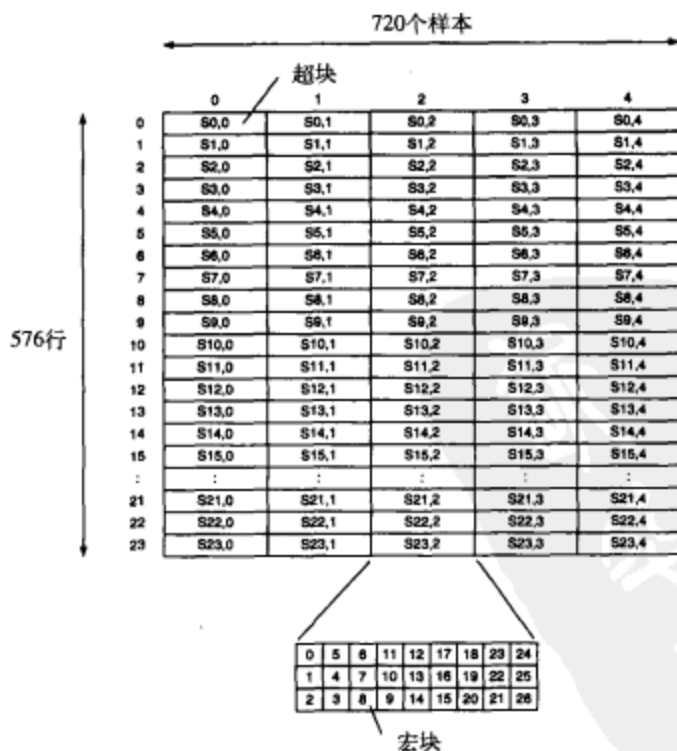 720个样本
超块
0 1 2 3 4
0 S0,0 S0,1 S0,2 S0,3 S0,4
1 S1,0 S1,1 S1,2 S1,3 S1,4
2 S2,0 S2,1 S2,2 S2,3 S2,4
3 S3,0 S3,1 S3,2 S3,3 S3,4
4 S4,0 S4,1 S4,2 S4,3 S4,4
5 S5,0 S5,1 S5,2 S5,3 S5,4
6 S6,0 S6,1 S6,2 S6,3 S6,4
7 S7,0 S7,1 S7,2 S7,3 S7,4
8 S8,0 S8,1 S8,2 S8,3 S8,4
9 S9,0 S9,1 S9,2 S9,3 S9,4
576行
10 S10,0 S10,1 S10,2 S10,3 S10,4
11 S11,0 S11,1 S11,2 S11,3 S11,4
12 S12,0 S12,1 S12,2 S12,3 S12,4
13 S13,0 S13,1 S13,2 S13,3 S13,4
14 S14,0 S14,1 S14,2 S14,3 S14,4
15 S15,0 S15,1 S15,2 S15,3 S15,4
: : : : : :
21 S21,0 S21,1 S21,2 S21,3 S21,4
22 S22,0 S22,1 S22,2 S22,3 S22,4
23 S23,0 S23,1 S23,2 S23,3 S23,4
0 5 6 11 12 17 18 23 24
1 4 7 10 13 16 19 22 25
2 3 8 9 14 15 20 21 26
宏块